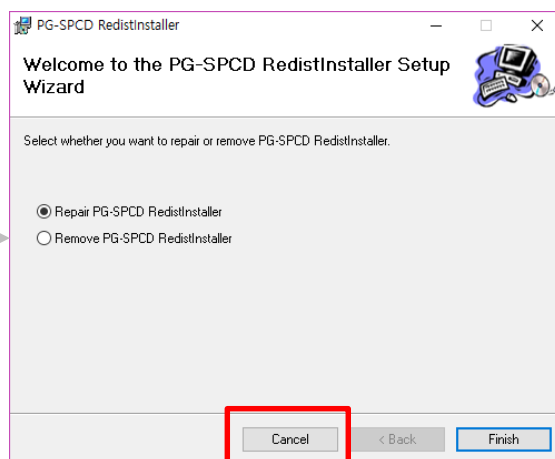 PG-SPCD RedistInstaller
Welcome to the PG-SPCD RedistInstaller Setup
Wizard
Select whether you want to repair or remove PG-SPCD RedistInstaller.
Repair PG-SPCD RedistInstaller
Remove PG-SPCD RedistInstaller
Cancel
< Back
Finish